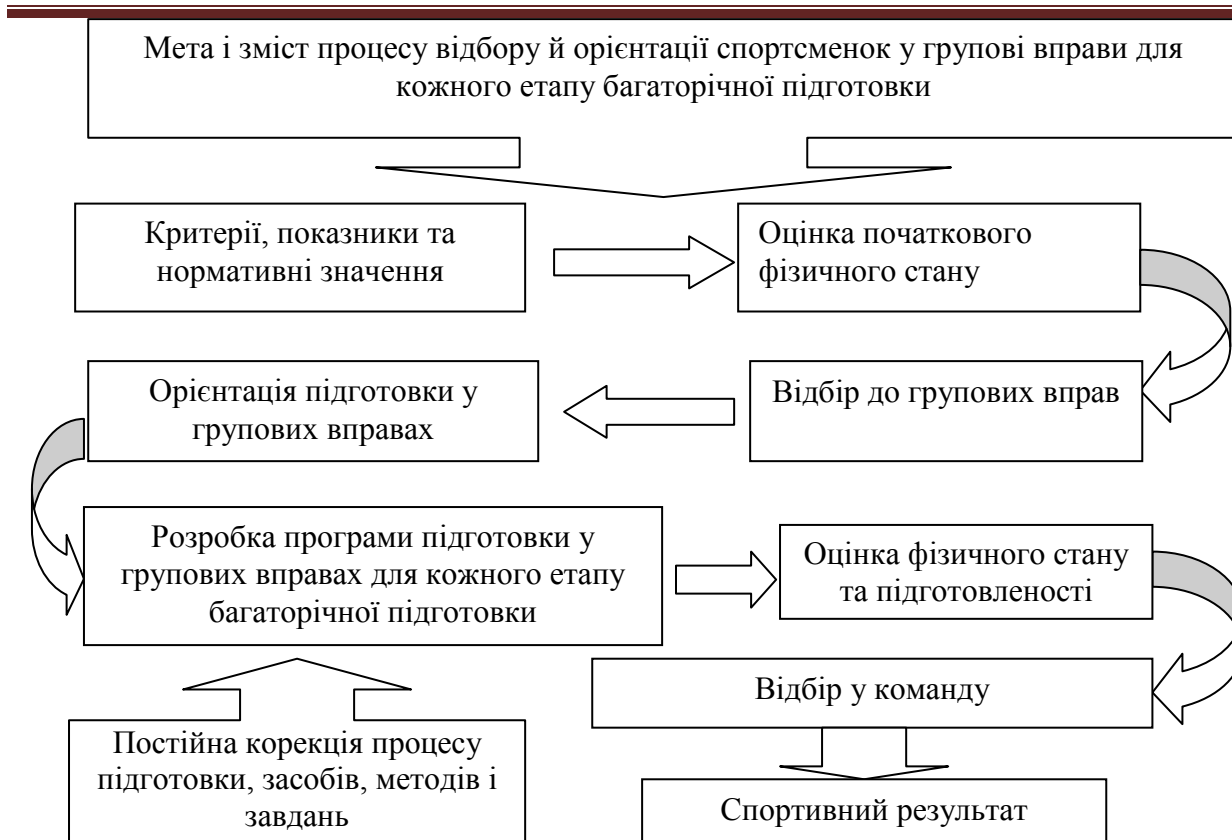 Мета і зміст процесу відбору й орієнтації спортсменок у групові вправи для
кожного етапу багаторічної підготовки
Критерії, показники та
нормативні значення
Оцінка початкового
фізичного стану
Орієнтація підготовки у
групових вправах
Відбір до групових вправ
Розробка програми підготовки у
групових вправах для кожного етапу
багаторічної підготовки
Оцінка фізичного стану
та підготовленості
Відбір у команду
Постійна корекція процесу
підготовки, засобів, методів і
завдань
Спортивний результат